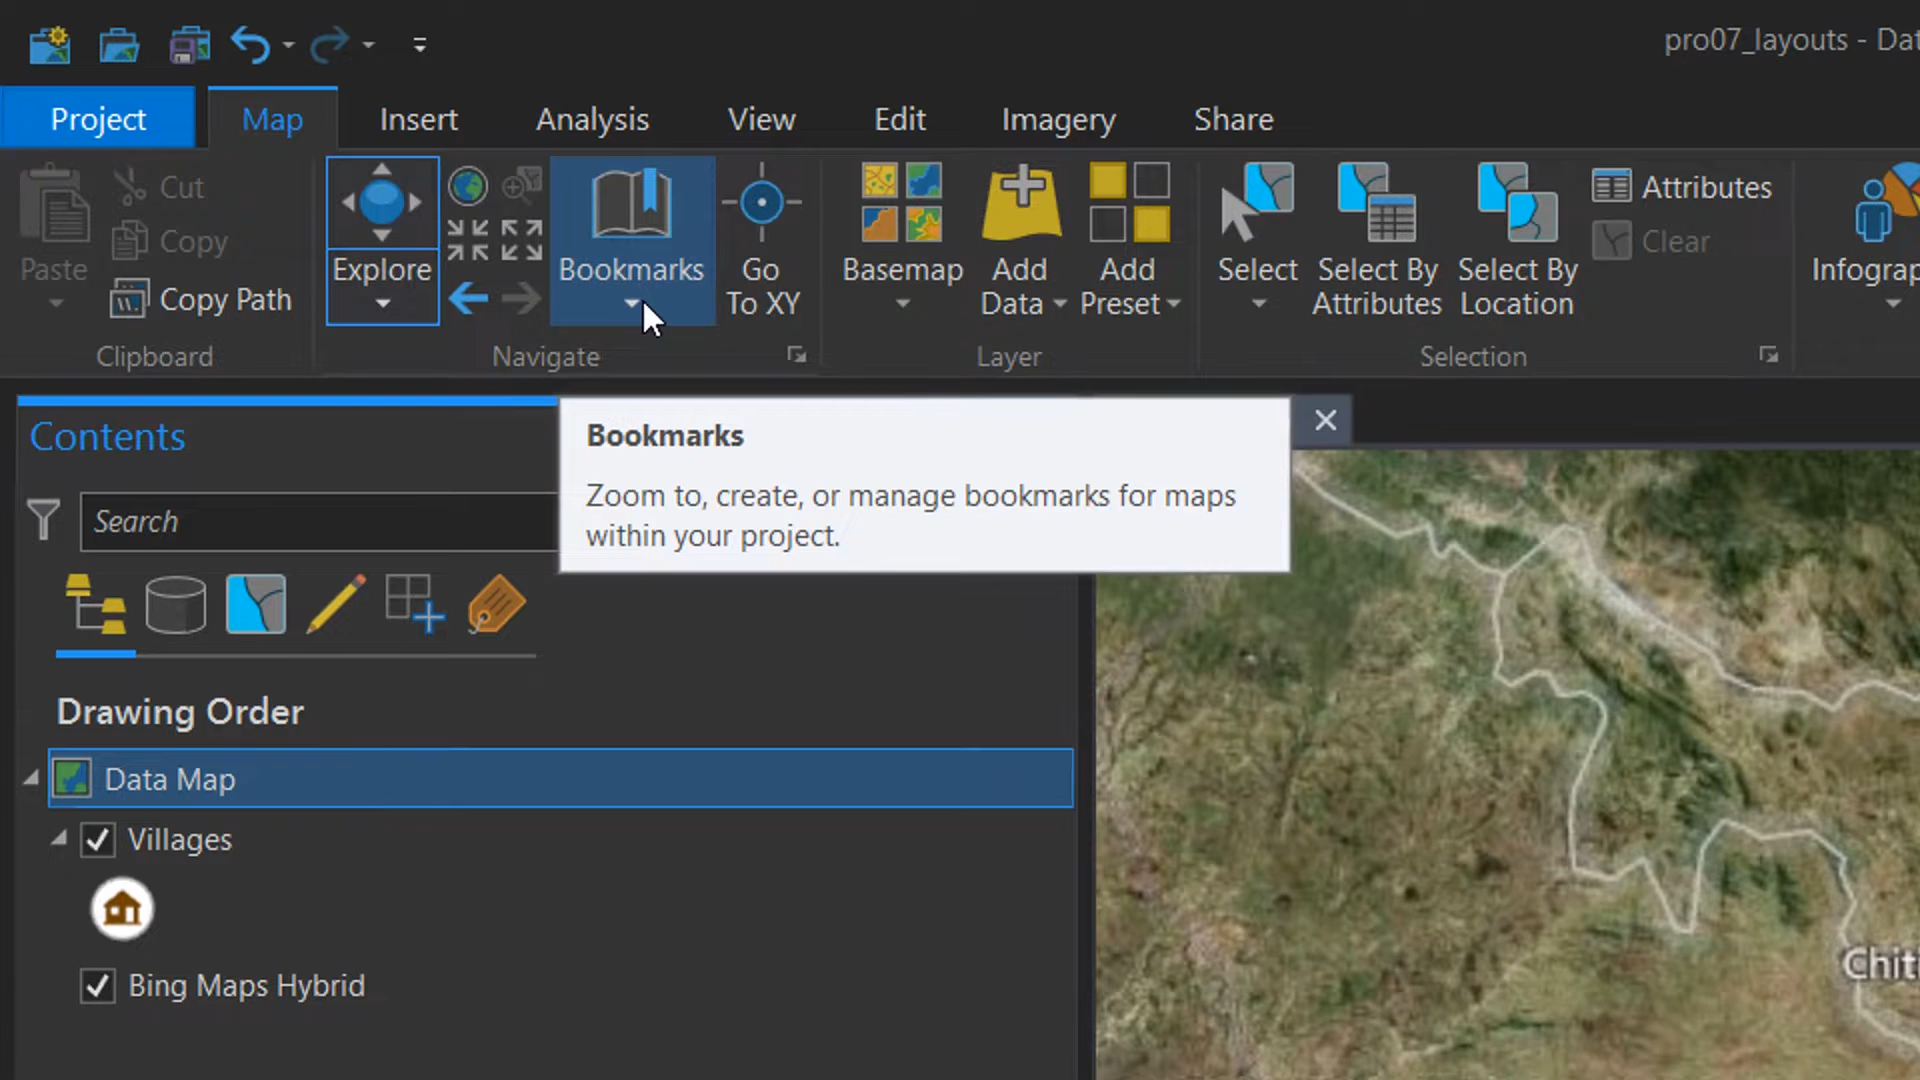 pro07_layouts - Dat
Project Map Insert Analysis View Edit Imagery Share
Paste
Cut
Copy
Copy Path
Clipboard
Explore
Bookmarks
Go
To XY
Navigate
Basemap
Add
Data
Add
Preset
Layer
Select
Select By
Attributes
Select By
Location
Attributes
Clear
Selection
Infograp
Contents
Search
Bookmarks
Zoom to, create, or manage bookmarks for maps
within your project.
Drawing Order
Data Map
Villages
Bing Maps Hybrid
Chiti